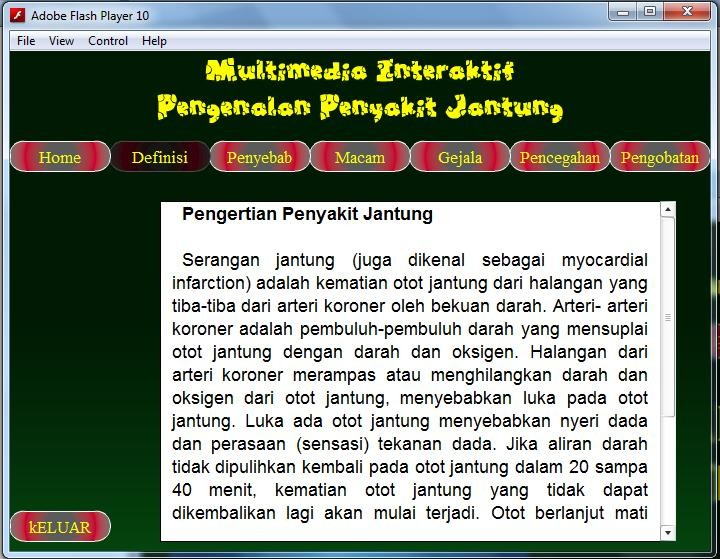 Adobe Flash Player 10
File View Control Help
Multimedia Interaktif
Pengenalan Penyakit Jantung
Home Definisi Penyebab Macam Gejala Pencegahan Pengobatan
Pengertian Penyakit Jantung
Serangan jantung (juga dikenal sebagai myocardial
infarction) adalah kematian otot jantung dari halangan yang
tiba-tiba dari arteri koroner oleh bekuan darah. Arteri- arteri
koroner adalah pembuluh-pembuluh darah yang mensuplai
otot jantung dengan darah dan oksigen. Halangan dari
arteri koroner merampas atau menghilangkan darah dan
oksigen dari otot jantung, menyebabkan luka pada otot
jantung. Luka ada otot jantung menyebabkan nyeri dada
dan perasaan (sensasi) tekanan dada. Jika aliran darah
tidak dipulihkan kembali pada otot jantung dalam 20 sampa
40 menit, kematian otot jantung yang tidak dapat
dikembalikan lagi akan mulai terjadi. Otot berlanjut mati
kELUAR